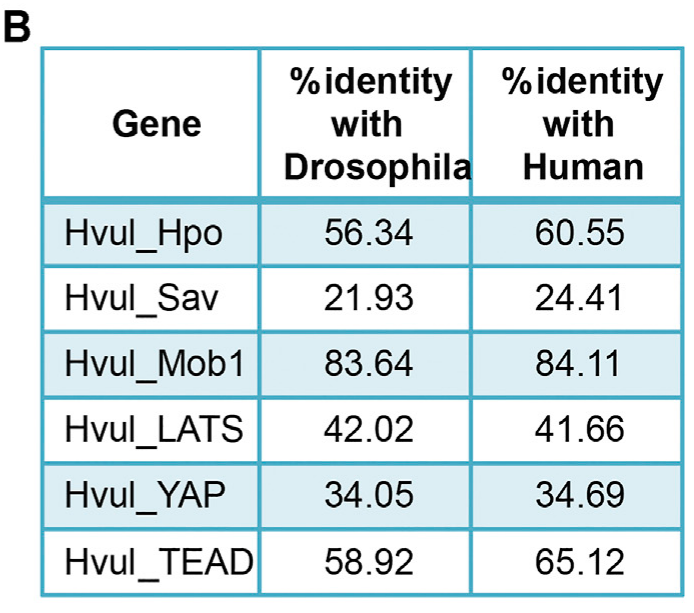 B
Gene %identity with Drosophila %identity with Human
Hvul_Hpo 56.34 60.55
Hvul_Sav 21.93 24.41
Hvul_Mob1 83.64 84.11
Hvul_LATS 42.02 41.66
Hvul_YAP 34.05 34.69
Hvul_TEAD 58.92 65.12